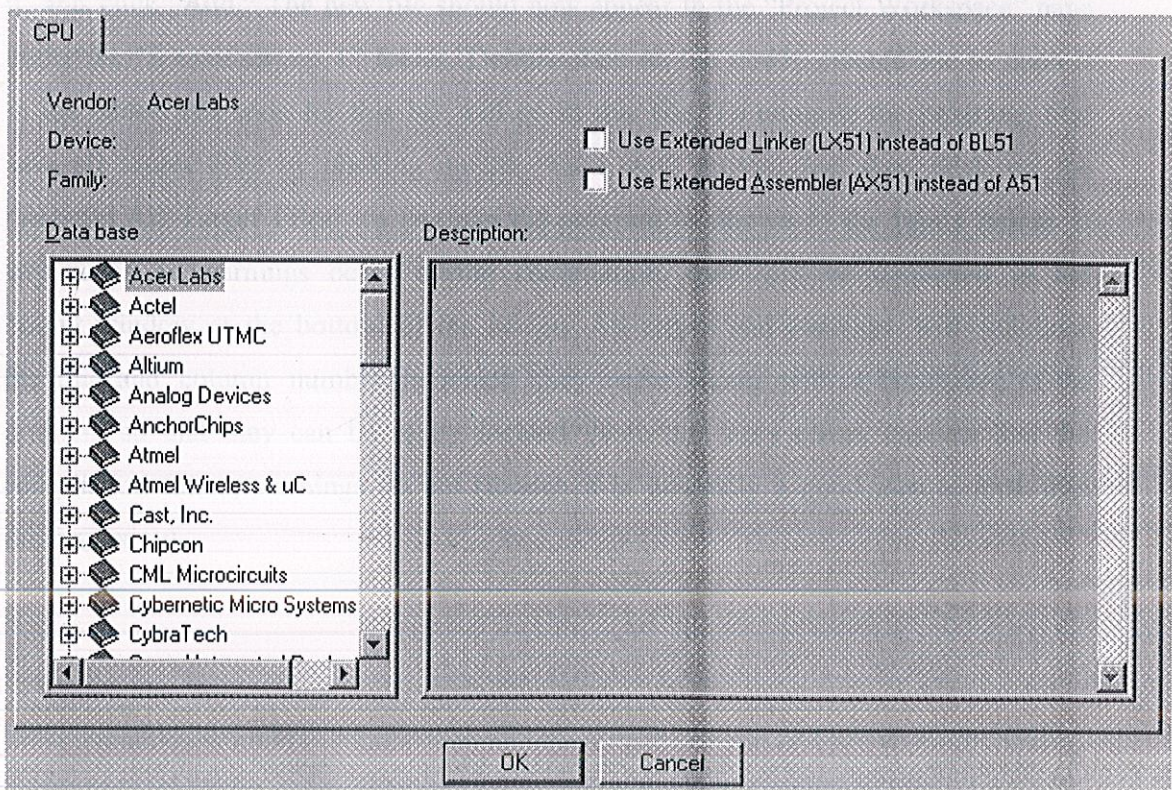 CPU
Vendor: Acer Labs
Device:
Use Extended Linker (LX51) instead of BL51
Family:
Use Extended Assembler (AX51) instead of A51
Data base
Description:
Acer Labs
Actel
Aeroflex UTMC
Altium
Analog Devices
AnchorChips
Atmel
Atmel Wireless & uC
Cast, Inc.
Chipcon
CML Microcircuits
Cybernetic Micro Systems
CybraTech
OK
Cancel